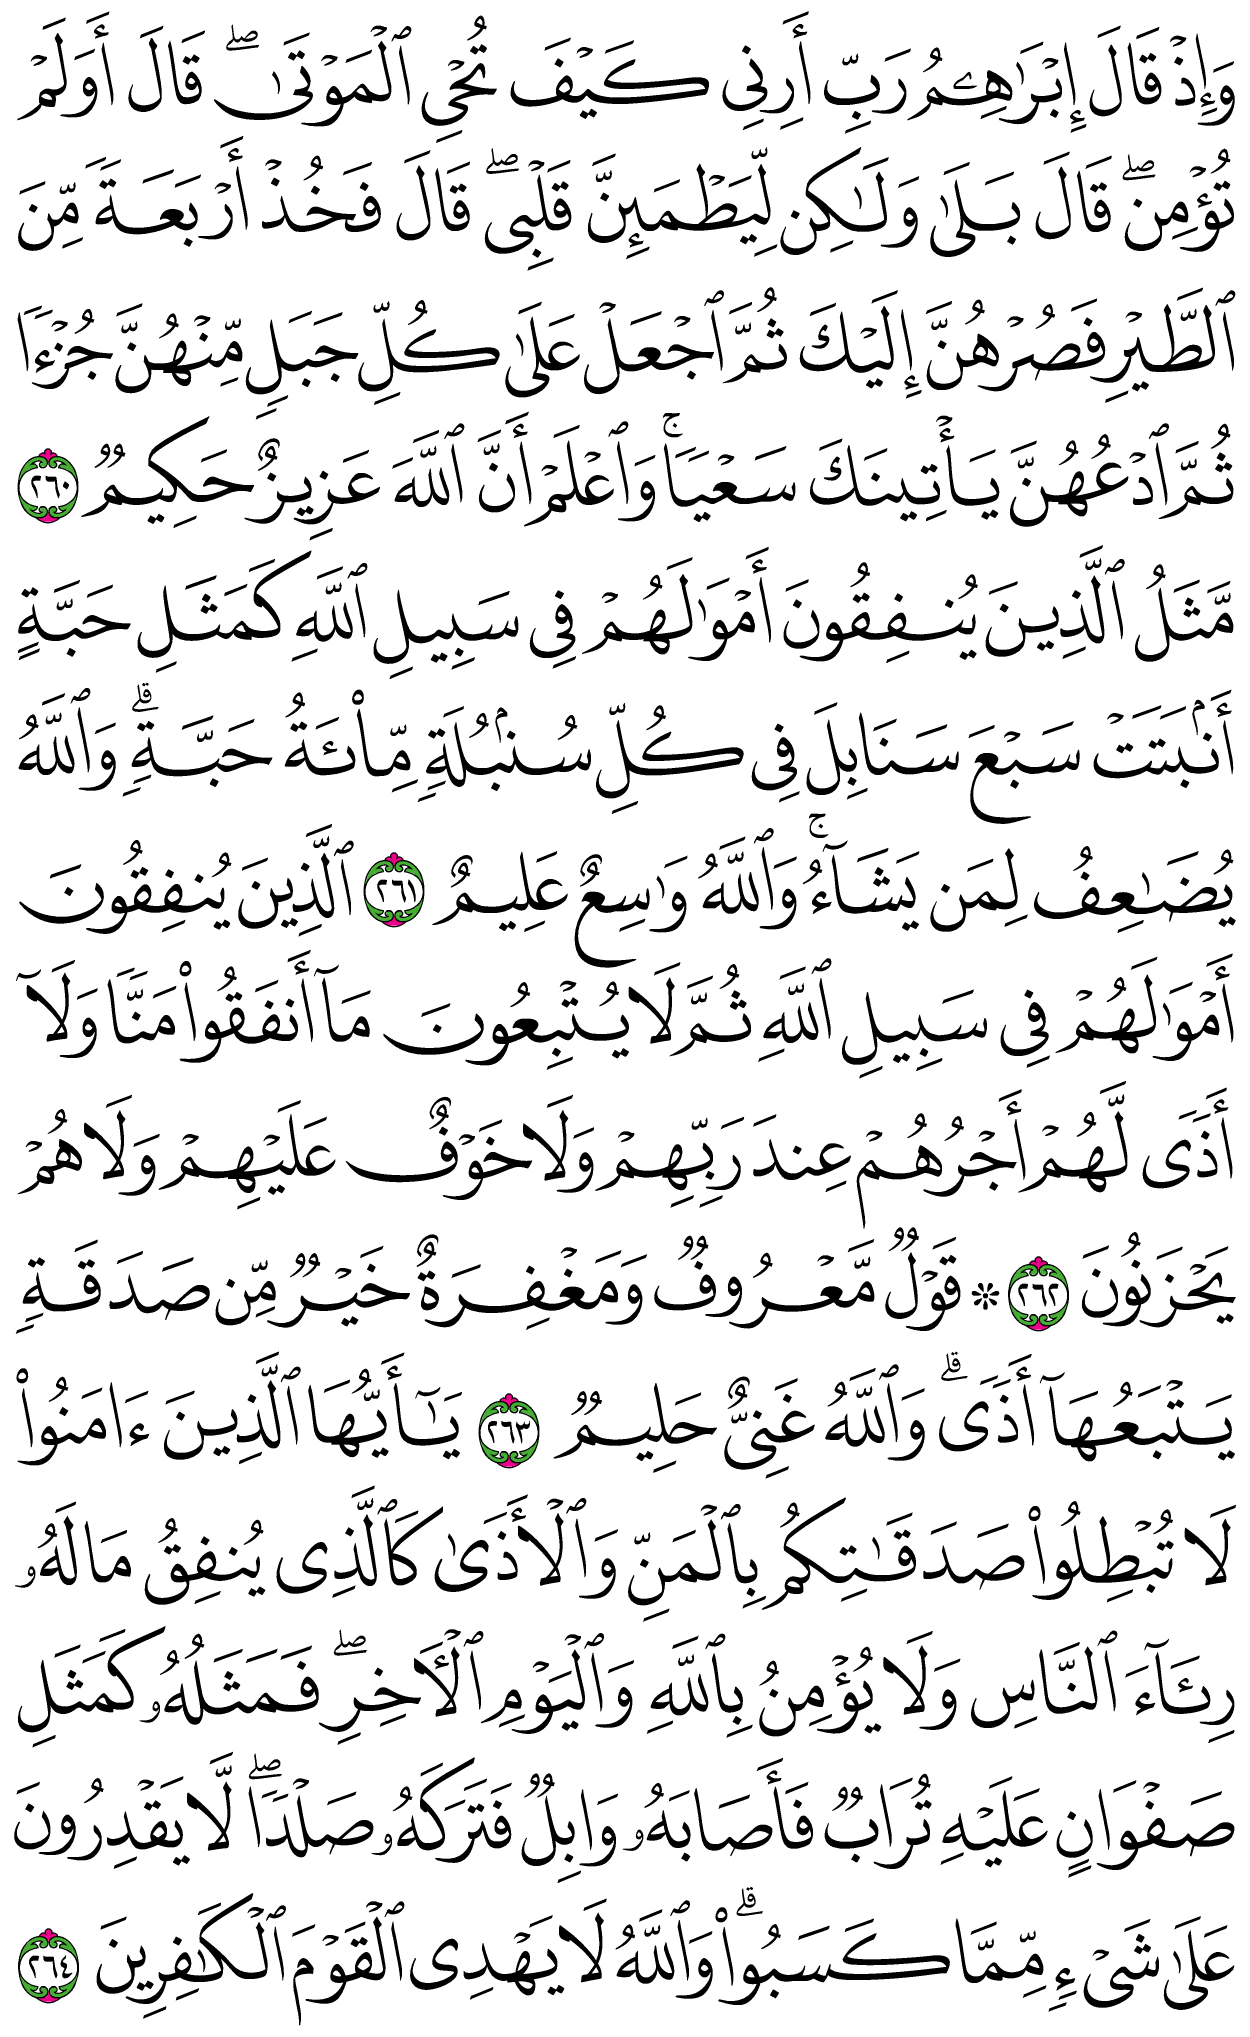 وَإِذۡ قَالَ إِبۡرَٰهِـۧمُ رَبِّ أَرِنِي كَيۡفَ تُحۡيِ ٱلۡمَوۡتَىٰۖ قَالَ أَوَلَمۡ
تُؤۡمِنۖ قَالَ بَلَىٰ وَلَٰكِن لِّيَطۡمَئِنَّ قَلۡبِيۖ قَالَ فَخُذۡ أَرۡبَعَةٗ مِّنَ
ٱلطَّيۡرِ فَصُرۡهُنَّ إِلَيۡكَ ثُمَّ ٱجۡعَلۡ عَلَىٰ كُلِّ جَبَلٖ مِّنۡهُنَّ جُزۡءٗا
ثُمَّ ٱدۡعُهُنَّ يَأۡتِينَكَ سَعۡيٗاۚ وَٱعۡلَمۡ أَنَّ ٱللَّهَ عَزِيزٌ حَكِيمٞ ٢٦٠
مَّثَلُ ٱلَّذِينَ يُنفِقُونَ أَمۡوَٰلَهُمۡ فِي سَبِيلِ ٱللَّهِ كَمَثَلِ حَبَّةٍ
أَنۢبَتَتۡ سَبۡعَ سَنَابِلَ فِي كُلِّ سُنۢبُلَةٖ مِّاْئَةُ حَبَّةٖۗ وَٱللَّهُ
يُضَٰعِفُ لِمَن يَشَآءُۚ وَٱللَّهُ وَٰسِعٌ عَلِيمٌ ٢٦١ ٱلَّذِينَ يُنفِقُونَ
أَمۡوَٰلَهُمۡ فِي سَبِيلِ ٱللَّهِ ثُمَّ لَا يُتۡبِعُونَ مَآ أَنفَقُواْ مَنّٗا وَلَآ
أَذٗى لَّهُمۡ أَجۡرُهُمۡ عِندَ رَبِّهِمۡ وَلَا خَوۡفٌ عَلَيۡهِمۡ وَلَا هُمۡ
يَحۡزَنُونَ ٢٦٢ ۞ قَوۡلٞ مَّعۡرُوفٞ وَمَغۡفِرَةٌ خَيۡرٞ مِّن صَدَقَةٖ
يَتۡبَعُهَآ أَذٗىۗ وَٱللَّهُ غَنِيٌّ حَلِيمٞ ٢٦٣ يَٰٓأَيُّهَا ٱلَّذِينَ ءَامَنُواْ
لَا تُبۡطِلُواْ صَدَقَٰتِكُم بِٱلۡمَنِّ وَٱلۡأَذَىٰ كَٱلَّذِي يُنفِقُ مَالَهُۥ
رِئَآءَ ٱلنَّاسِ وَلَا يُؤۡمِنُ بِٱللَّهِ وَٱلۡيَوۡمِ ٱلۡأٓخِرِۖ فَمَثَلُهُۥ كَمَثَلِ
صَفۡوَانٍ عَلَيۡهِ تُرَابٞ فَأَصَابَهُۥ وَابِلٞ فَتَرَكَهُۥ صَلۡدٗاۖ لَّا يَقۡدِرُونَ
عَلَىٰ شَيۡءٖ مِّمَّا كَسَبُواْۗ وَٱللَّهُ لَا يَهۡدِي ٱلۡقَوۡمَ ٱلۡكَٰفِرِينَ ٢٦٤